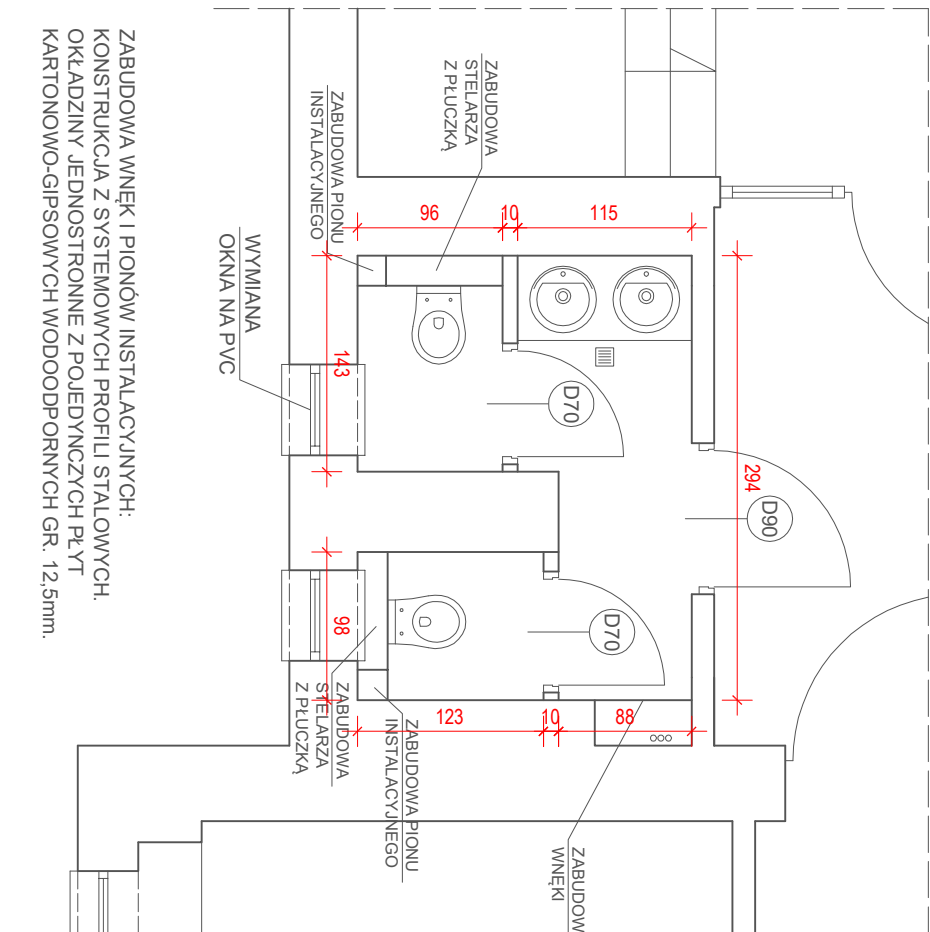 ZABUDOWA WNĘK I PIONÓW INSTALACYJNYCH:
KONSTRUKCJA Z SYSTEMOWYCH PROFILI STALOWYCH.
OKŁADZINY JEDNOSTRONNE Z POJEDYNCZYCH PŁYT
KARTONOWO-GIPSOWYCH WODOODPORNYCH GR. 12,5mm.
ZABUDOWA
STELARZA
Z PŁUCZKĄ
ZABUDOWA PIONU
INSTALACYJNEGO
WYMIANA
OKNA NA PVC
96
10
115
143
294
98
D70
D90
D70
123
10
88
ZABUDOWA
STELARZA
Z PŁUCZKĄ
ZABUDOWA PIONU
INSTALACYJNEGO
ZABUDOW
WNĘKI